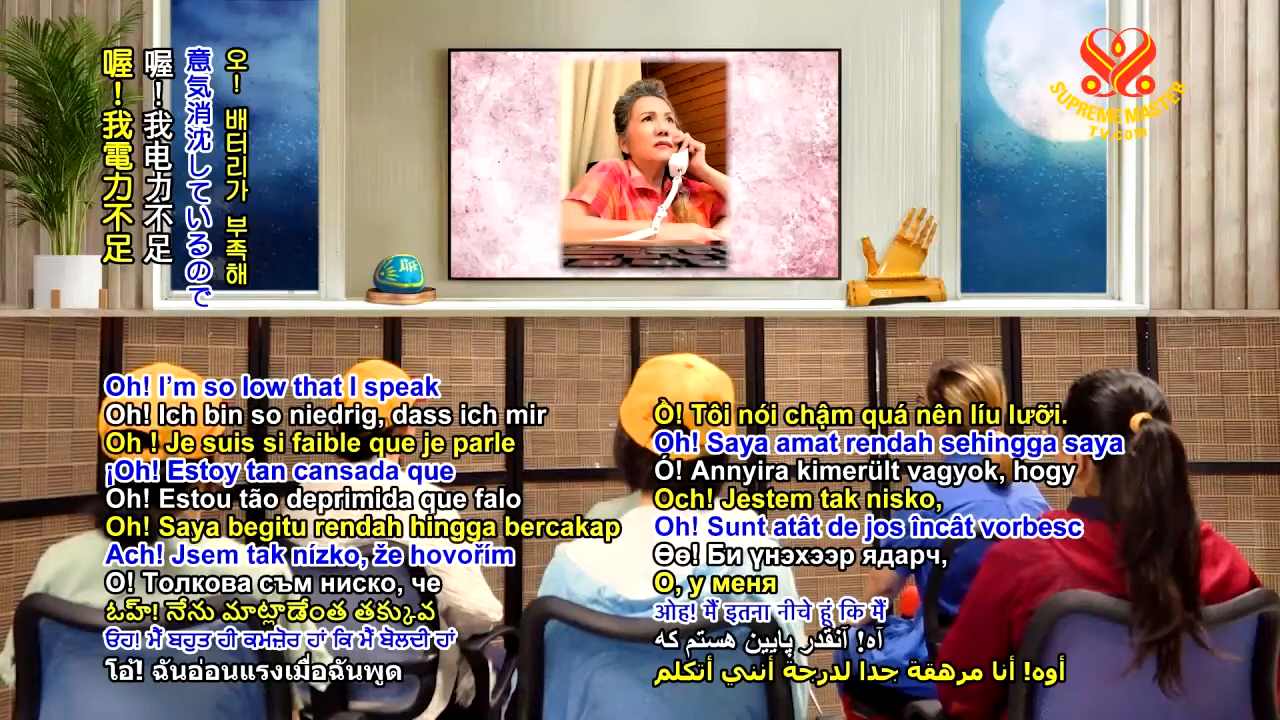 喔！我電力不足
喔！我电力不足
意気消沈しているので
오! 배터리가 부족해
LIFE
SUPREME MASTER
TV.com
Oh! I'm so low that I speak
Oh! Ich bin so niedrig, dass ich mir
Oh ! Je suis si faible que je parle
¡Oh! Estoy tan cansada que
Oh! Estou tão deprimida que falo
Oh! Saya begitu rendah hingga bercakap
Ach! Jsem tak nízko, že hovořím
О! Толкова съм ниско, че
ఓహ్! నేను మాట్లాడేంత తక్కువ
ਓਹ! ਮੈਂ ਬਹੁਤ ਹੀ ਕਮਜ਼ੋਰ ਹਾਂ ਕਿ ਮੈਂ ਬੋਲਦੀ ਹਾਂ
โอ้! ฉันอ่อนแรงเมื่อฉันพูด
Ồ! Tôi nói chậm quá nên líu lưỡi.
Oh! Saya amat rendah sehingga saya
Ó! Annyira kimerült vagyok, hogy
Och! Jestem tak nisko,
Oh! Sunt atât de jos încât vorbesc
Өө! Би үнэхээр ядарч,
О, у меня
ओह! मैं इतना नीचे हूं कि मैं
آه! آنقدر پایین هستم که
أوه! أنا مرهقة جدا لدرجة أنني أتكلم